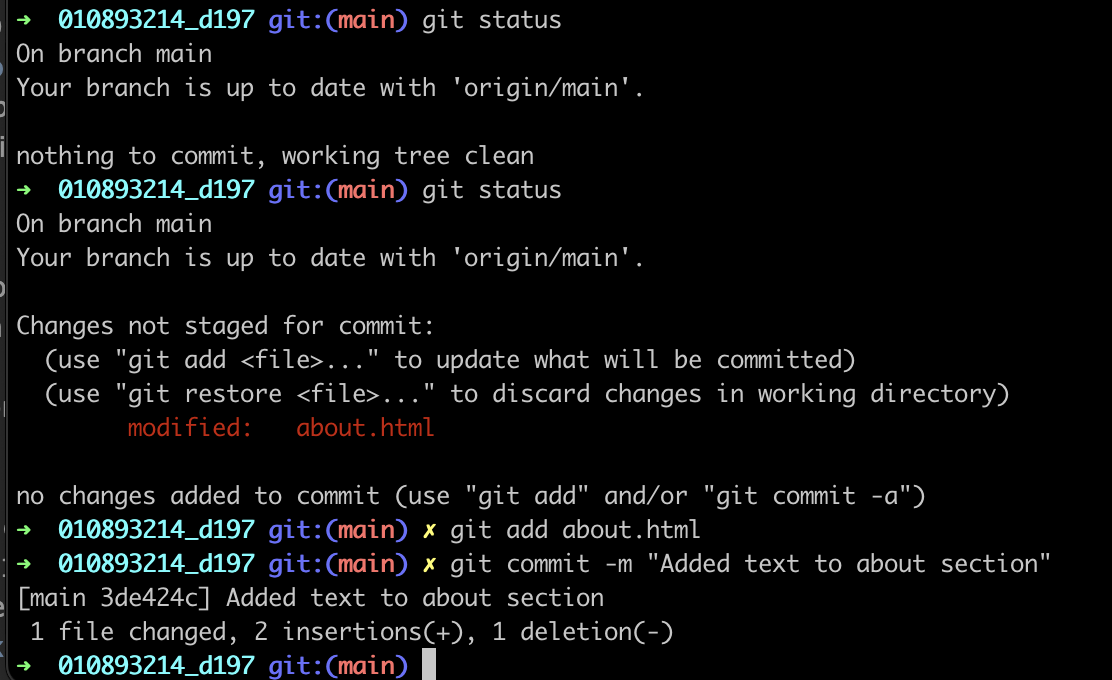 ➜  010893214_d197 git:(main) git status
On branch main
Your branch is up to date with 'origin/main'.

nothing to commit, working tree clean
➜  010893214_d197 git:(main) git status
On branch main
Your branch is up to date with 'origin/main'.

Changes not staged for commit:
  (use "git add <file>..." to update what will be committed)
  (use "git restore <file>..." to discard changes in working directory)
        modified:   about.html

no changes added to commit (use "git add" and/or "git commit -a")
➜  010893214_d197 git:(main) ✗ git add about.html
➜  010893214_d197 git:(main) ✗ git commit -m "Added text to about section"
[main 3de424c] Added text to about section
 1 file changed, 2 insertions(+), 1 deletion(-)
➜  010893214_d197 git:(main)